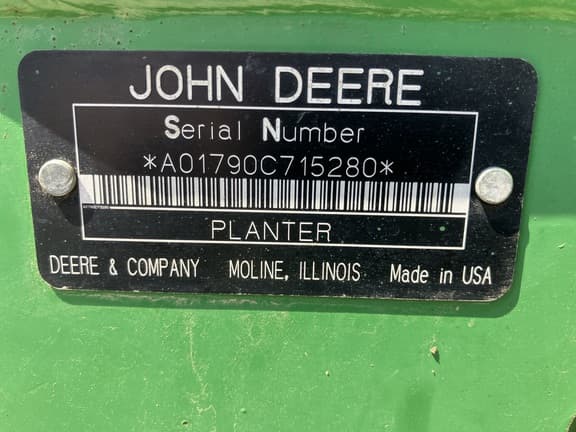 JOHN DEERE
Serial Number
*A01790C715280*
PLANTER
DEERE & COMPANY MOLINE, ILLINOIS Made in USA